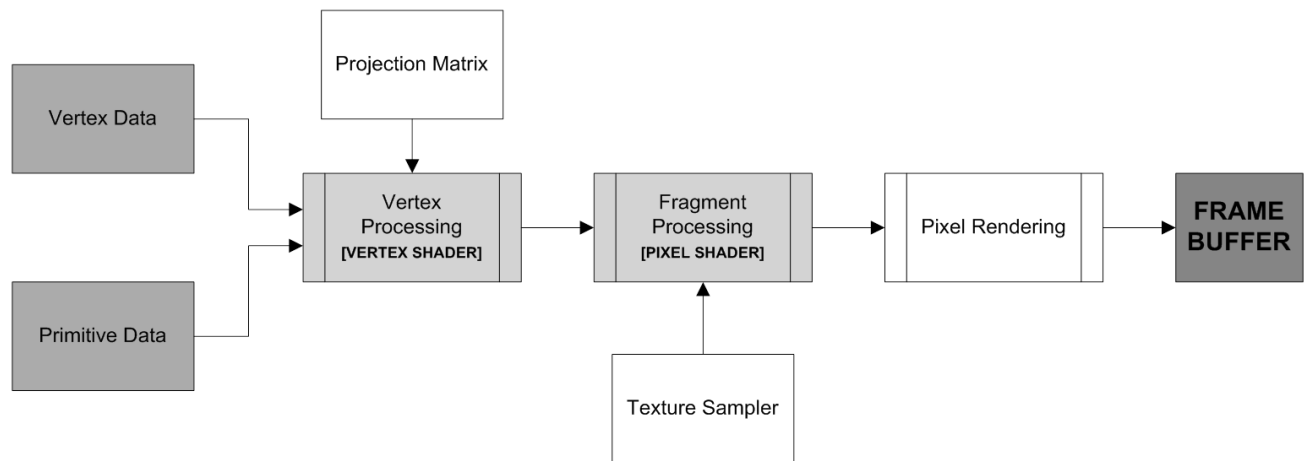 Projection Matrix
Vertex Data
Vertex
Processing
[VERTEX SHADER]
Fragment
Processing
[PIXEL SHADER]
Pixel Rendering
FRAME
BUFFER
Primitive Data
Texture Sampler